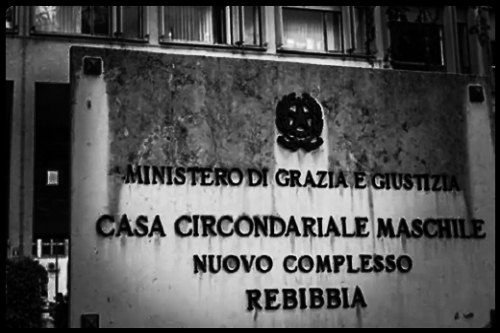 MINISTERO DI GRAZIA E GIUSTIZIA
CASA CIRCONDARIALE MASCHILE
NUOVO COMPLESSO
REBIBBIA